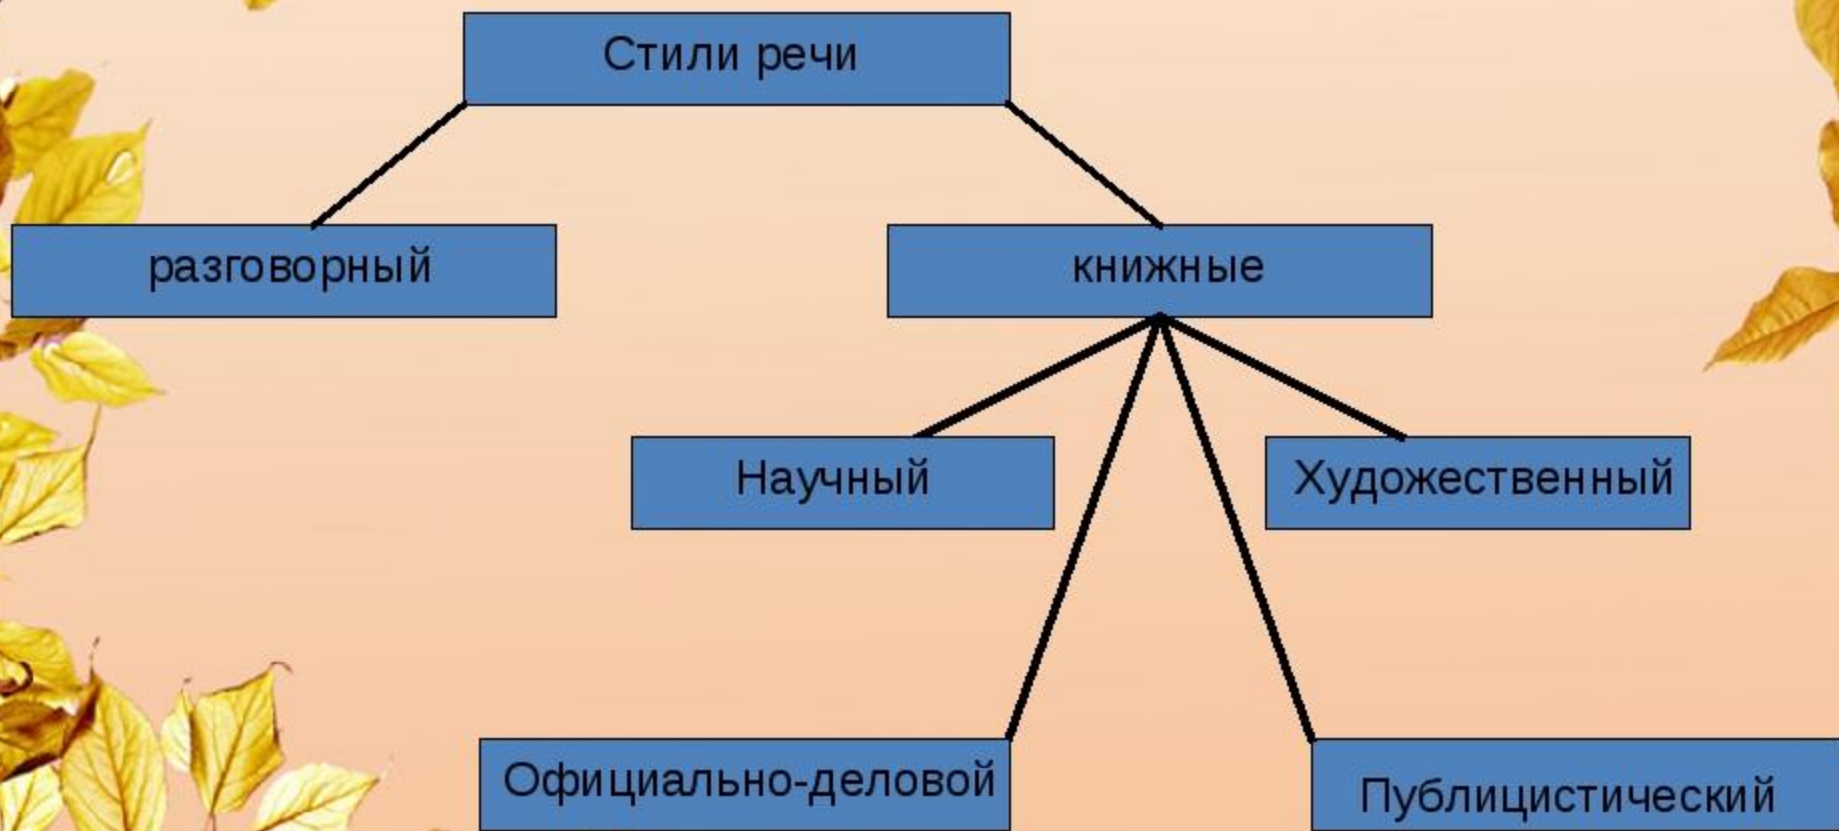 Стили речи
разговорный
книжные
Научный
Художественный
Официально-деловой
Публицистический